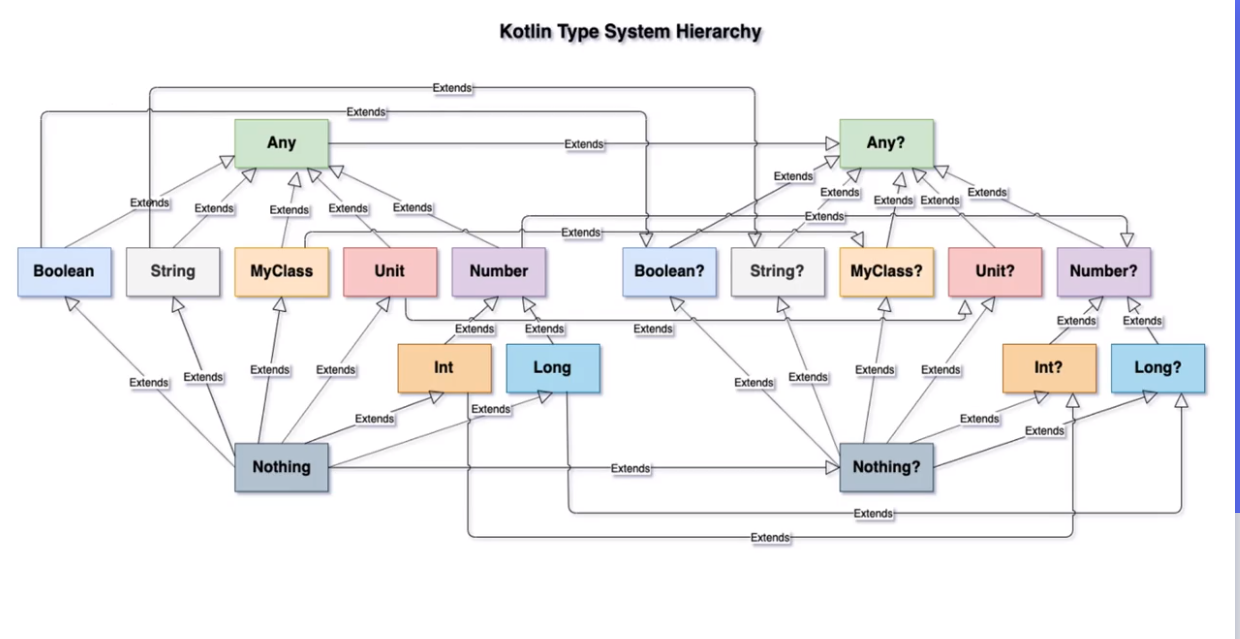 Kotlin Type System Hierarchy
Extends
Extends
Any
Extends
Any?
Extends
Extends
Extends
Extends
Extends
Extends
Extends
Extends
Extends
Extends
Extends
Boolean
String
MyClass
Unit
Number
Boolean?
String?
MyClass?
Unit?
Number?
Extends
Extends
Extends
Extends
Extends
Extends
Int
Long
Int?
Long?
Extends
Extends
Extends
Extends
Extends
Extends
Extends
Extends
Extends
Extends
Extends
Extends
Nothing
Extends
Nothing?
Extends
Extends